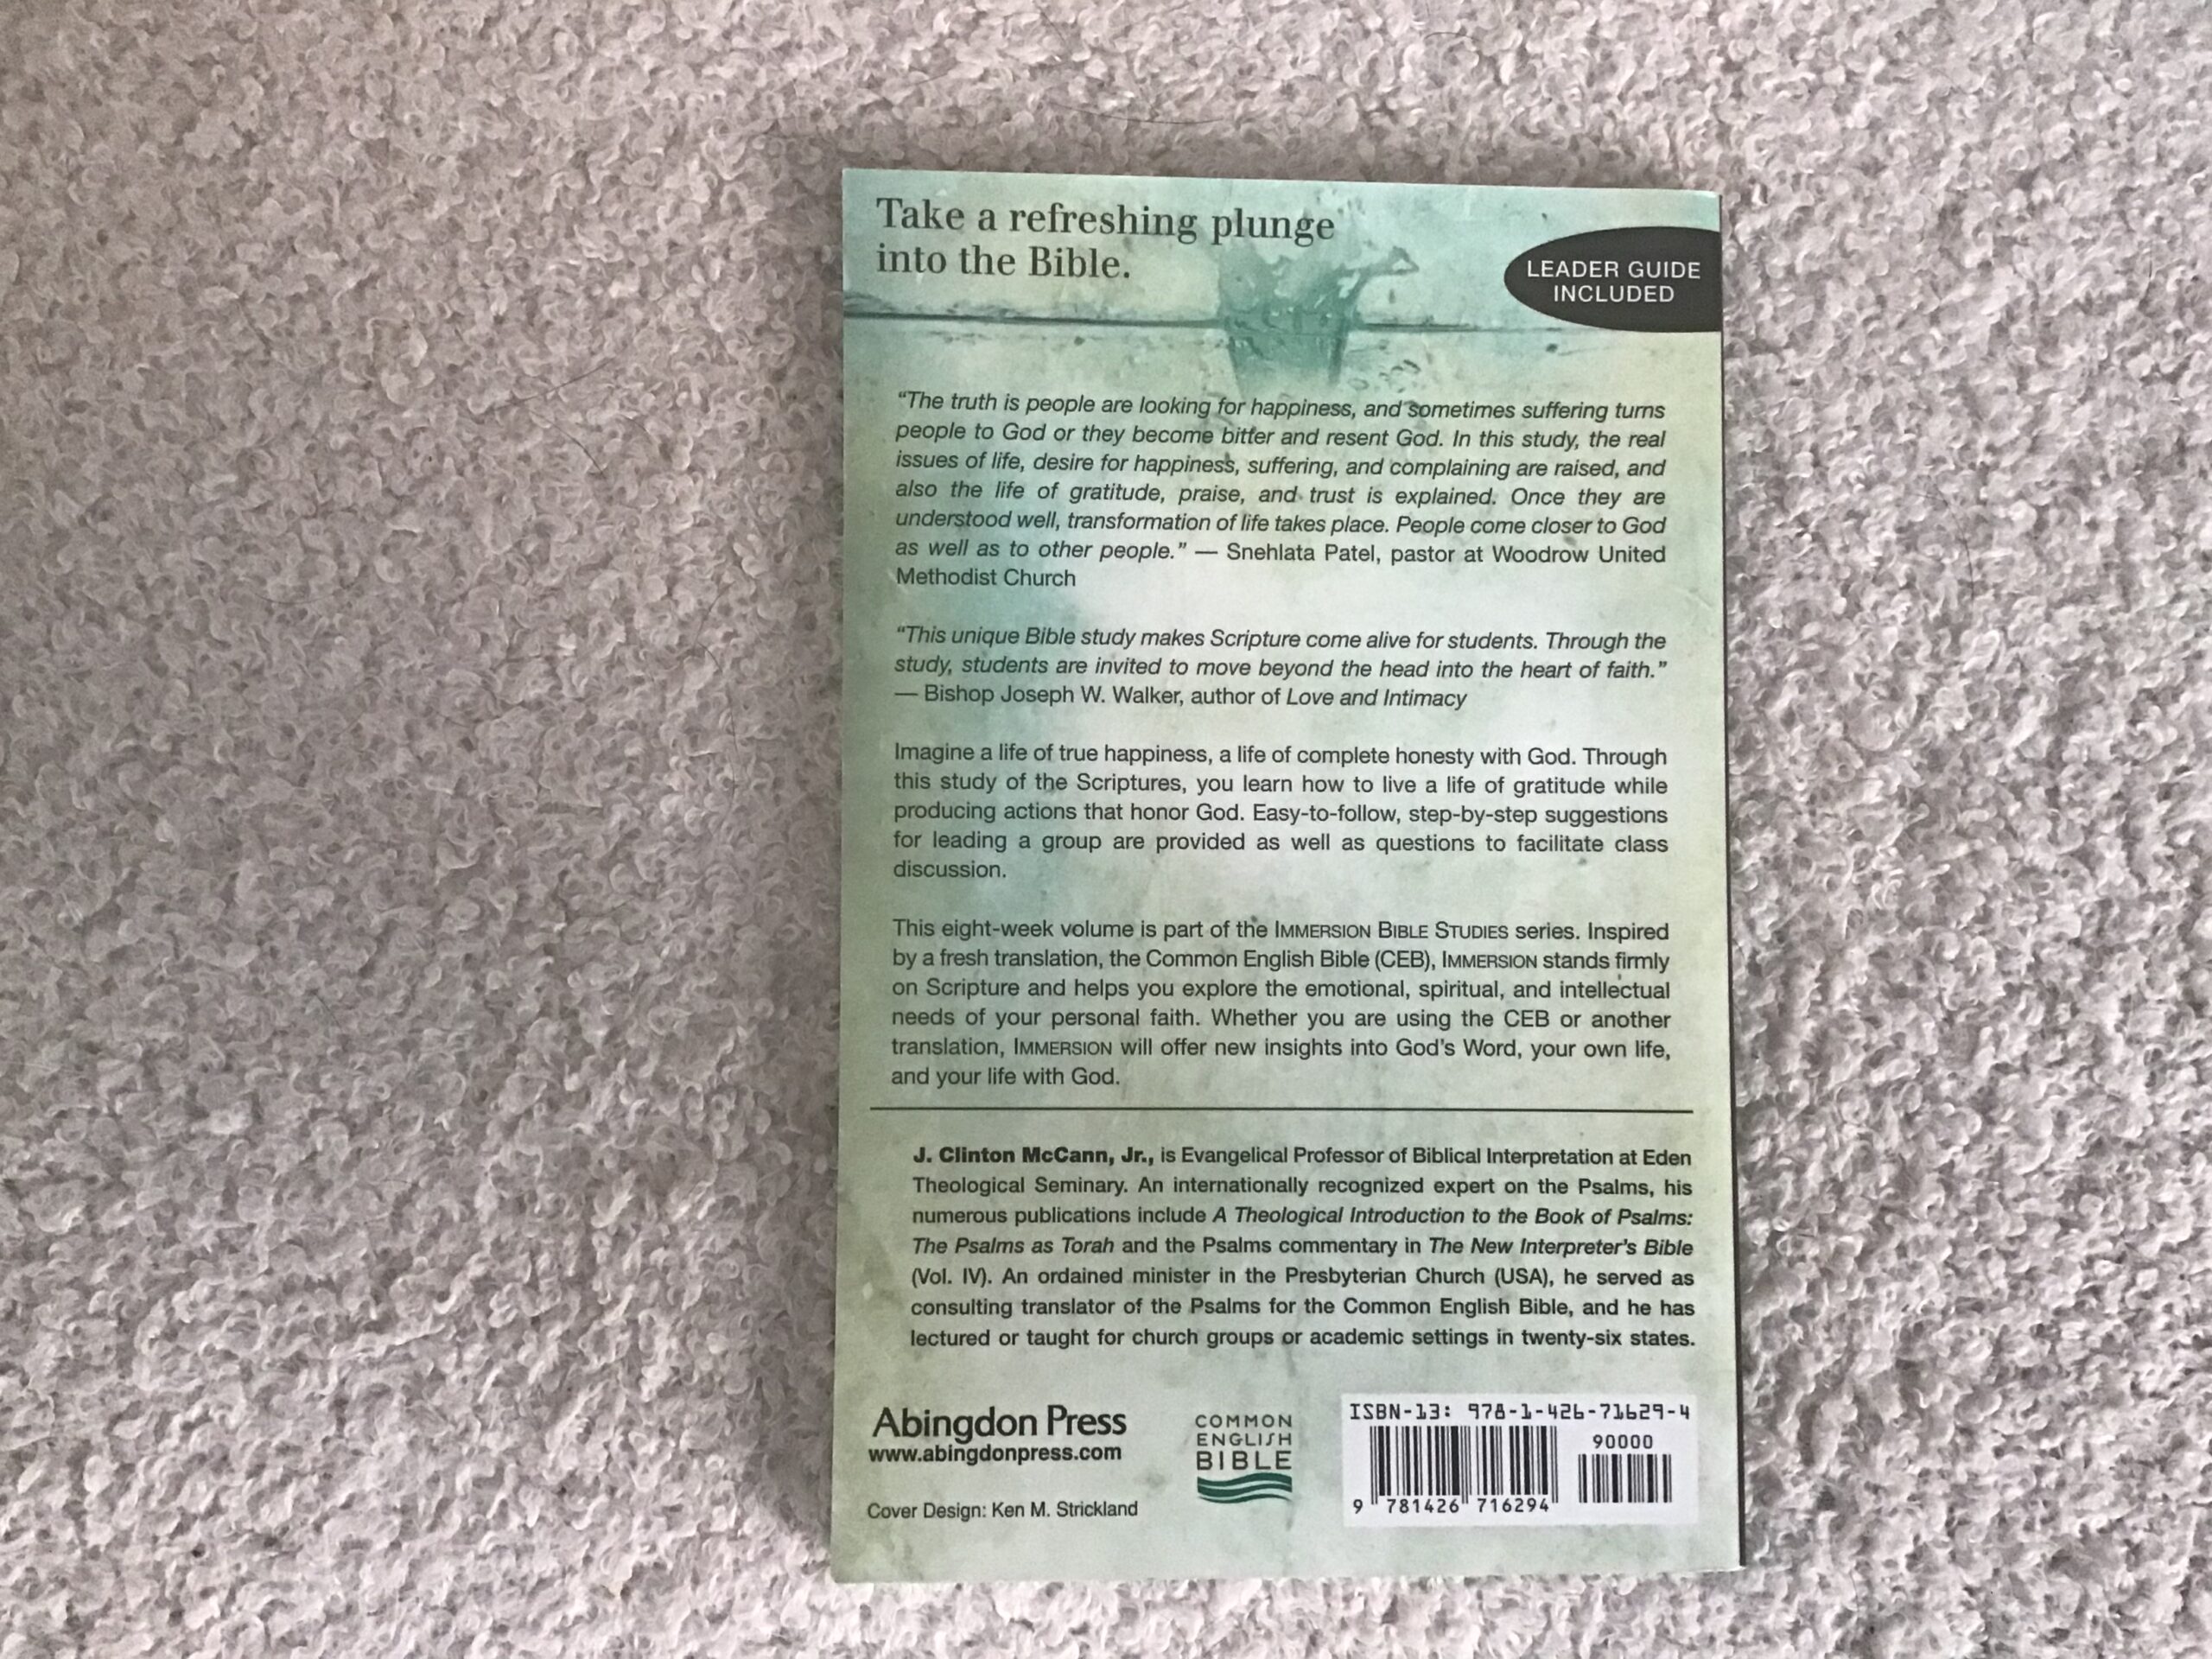 Take a refreshing plunge
into the Bible.
LEADER GUIDE
INCLUDED
“The truth is people are looking for happiness, and sometimes suffering turns
people to God or they become bitter and resent God. In this study, the real
issues of life, desire for happiness, suffering, and complaining are raised, and
also the life of gratitude, praise, and trust is explained. Once they are
understood well, transformation of life takes place. People come closer to God
as well as to other people.” — Snehlata Patel, pastor at Woodrow United
Methodist Church
“This unique Bible study makes Scripture come alive for students. Through the
study, students are invited to move beyond the head into the heart of faith.”
— Bishop Joseph W. Walker, author of Love and Intimacy
Imagine a life of true happiness, a life of complete honesty with God. Through
this study of the Scriptures, you learn how to live a life of gratitude while
producing actions that honor God. Easy-to-follow, step-by-step suggestions
for leading a group are provided as well as questions to facilitate class
discussion.
This eight-week volume is part of the IMMERSION BIBLE STUDIES series. Inspired
by a fresh translation, the Common English Bible (CEB), IMMERSION stands firmly
on Scripture and helps you explore the emotional, spiritual, and intellectual
needs of your personal faith. Whether you are using the CEB or another
translation, IMMERSION will offer new insights into God’s Word, your own life,
and your life with God.
J. Clinton McCann, Jr., is Evangelical Professor of Biblical Interpretation at Eden
Theological Seminary. An internationally recognized expert on the Psalms, his
numerous publications include A Theological Introduction to the Book of Psalms:
The Psalms as Torah and the Psalms commentary in The New Interpreter’s Bible
(Vol. IV). An ordained minister in the Presbyterian Church (USA), he served as
consulting translator of the Psalms for the Common English Bible, and he has
lectured or taught for church groups or academic settings in twenty-six states.
Abingdon Press
www.abingdonpress.com
Cover Design: Ken M. Strickland
COMMON
ENGLISH
BIBLE
ISBN-13: 978-1-426-71629-4
90000
9 781426 716294